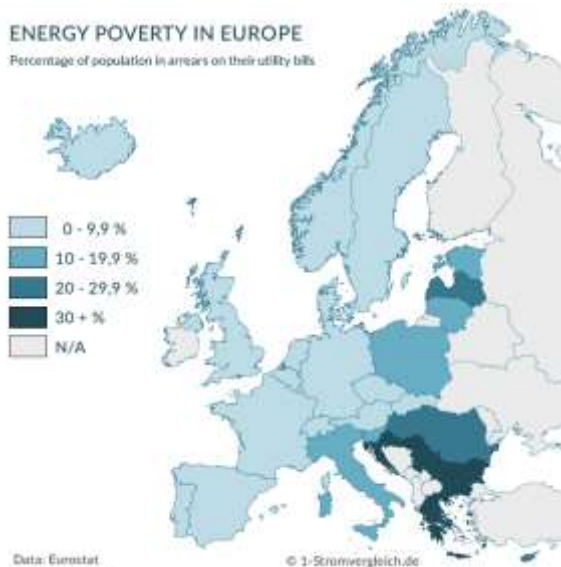 ENERGY POVERTY IN EUROPE
Percentage of population in arrears on their utility bills
0 - 9,9 %
10 - 19,9 %
20 - 29,9 %
30 + %
N/A
Data: Eurostat
© 1-Stromvergleich.de